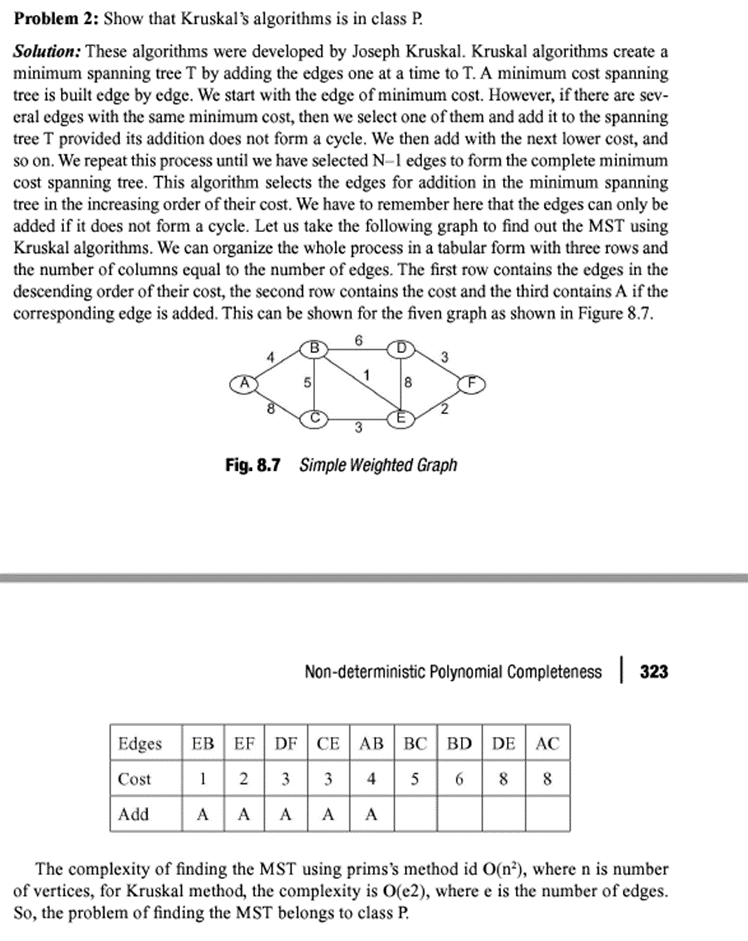 Problem 2: Show that Kruskal's algorithms is in class P.
Solution: These algorithms were developed by Joseph Kruskal. Kruskal algorithms create a
minimum spanning tree T by adding the edges one at a time to T. A minimum cost spanning
tree is built edge by edge. We start with the edge of minimum cost. However, if there are sev-
eral edges with the same minimum cost, then we select one of them and add it to the spanning
tree T provided its addition does not form a cycle. We then add with the next lower cost, and
so on. We repeat this process until we have selected N–1 edges to form the complete minimum
cost spanning tree. This algorithm selects the edges for addition in the minimum spanning
tree in the increasing order of their cost. We have to remember here that the edges can only be
added if it does not form a cycle. Let us take the following graph to find out the MST using
Kruskal algorithms. We can organize the whole process in a tabular form with three rows and
the number of columns equal to the number of edges. The first row contains the edges in the
descending order of their cost, the second row contains the cost and the third contains A if the
corresponding edge is added. This can be shown for the fiven graph as shown in Figure 8.7.
6
B D
4 3
A 5 1 8 F
8 C E 2
3
Fig. 8.7 Simple Weighted Graph
Non-deterministic Polynomial Completeness 323
Edges EB EF DF CE AB BC BD DE AC
Cost 1 2 3 3 4 5 6 8 8
Add A A A A A
The complexity of finding the MST using prims's method id O(n²), where n is number
of vertices, for Kruskal method, the complexity is O(e2), where e is the number of edges.
So, the problem of finding the MST belongs to class P.